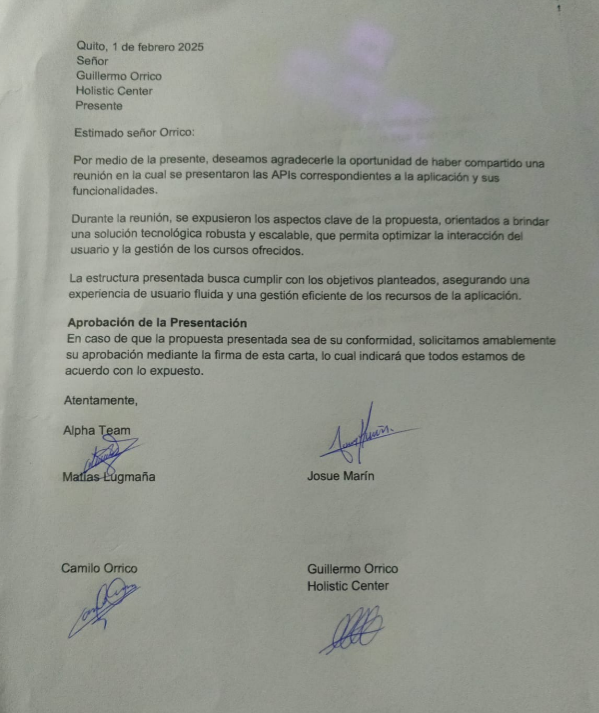 1
Quito, 1 de febrero 2025
Señor
Guillermo Orrico
Holistic Center
Presente
Estimado señor Orrico:
Por medio de la presente, deseamos agradecerle la oportunidad de haber compartido una
reunión en la cual se presentaron las APIs correspondientes a la aplicación y sus
funcionalidades.
Durante la reunión, se expusieron los aspectos clave de la propuesta, orientados a brindar
una solución tecnológica robusta y escalable, que permita optimizar la interacción del
usuario y la gestión de los cursos ofrecidos.
La estructura presentada busca cumplir con los objetivos planteados, asegurando una
experiencia de usuario fluida y una gestión eficiente de los recursos de la aplicación.
Aprobación de la Presentación
En caso de que la propuesta presentada sea de su conformidad, solicitamos amablemente
su aprobación mediante la firma de esta carta, lo cual indicará que todos estamos de
acuerdo con lo expuesto.
Atentamente,
Alpha Team
Matías Lugmaña
Josue Marín
Camilo Orrico
Guillermo Orrico
Holistic Center